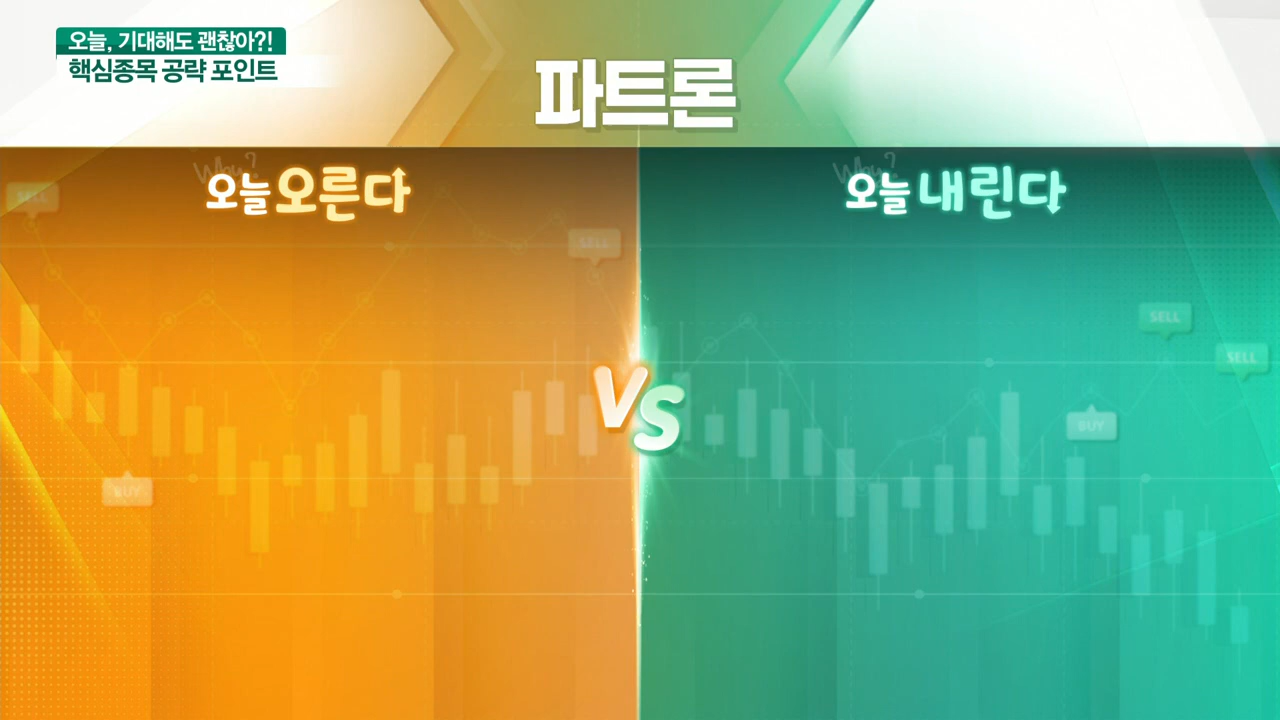 오늘, 기대해도 괜찮아?!
핵심종목 공략 포인트
파트론
Why?
Why?
오늘 오른다
오늘 내린다
SELL
SELL
SELL
SELL
VS
BUY
BUY